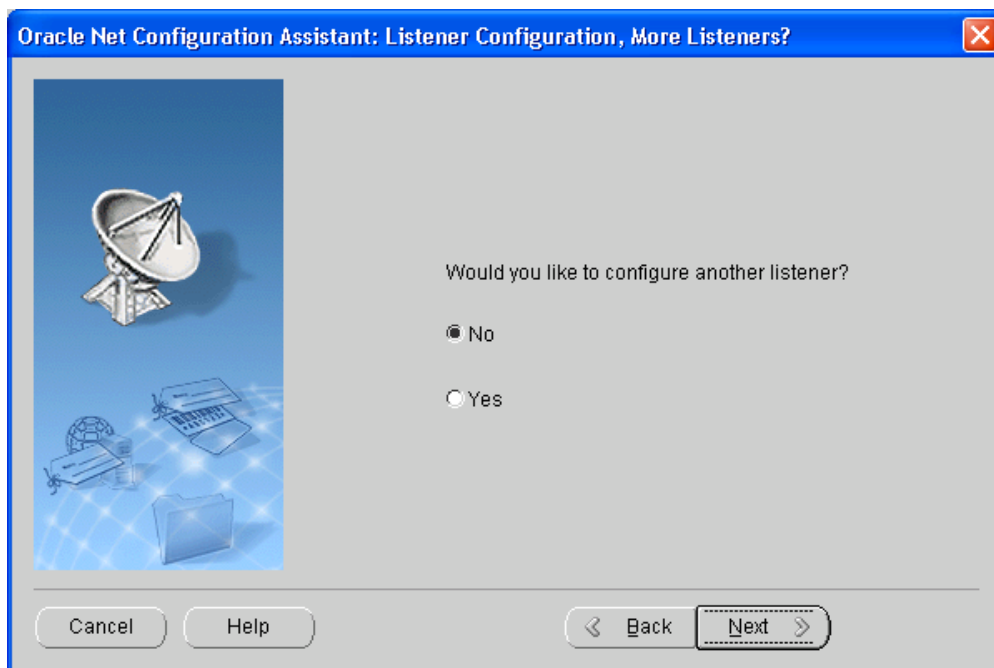 Oracle Net Configuration Assistant: Listener Configuration, More Listeners?
Would you like to configure another listener?
No
Yes
Cancel
Help
Back
Next